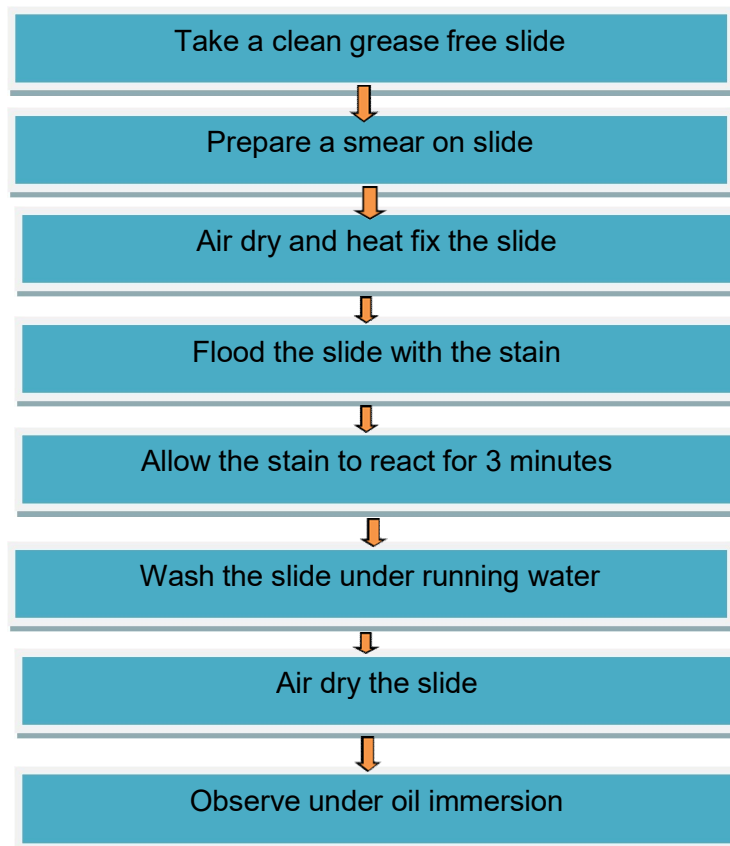 Take a clean grease free slide
Prepare a smear on slide
Air dry and heat fix the slide
Flood the slide with the stain
Allow the stain to react for 3 minutes
Wash the slide under running water
Air dry the slide
Observe under oil immersion